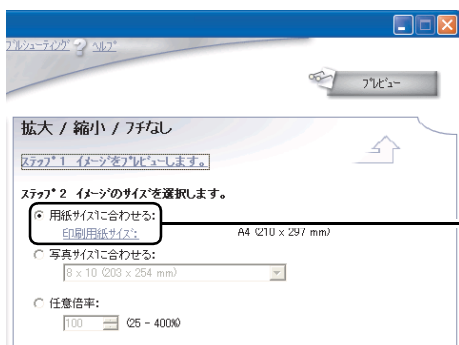 ﾌﾞﾙｼｭｰﾃｨﾝｸﾞ ﾍﾙﾌﾟ
ﾌﾟﾚﾋﾞｭｰ
拡大 / 縮小 / ﾌﾁなし
ｽﾃｯﾌﾟ 1 ｲﾒｰｼﾞをﾌﾟﾚﾋﾞｭｰします。
ｽﾃｯﾌﾟ 2 ｲﾒｰｼﾞのｻｲｽﾞを選択します。
用紙ｻｲｽﾞに合わせる:
印刷用紙ｻｲｽﾞ: A4 (210 x 297 mm)
写真ｻｲｽﾞに合わせる:
8 x 10 (203 x 254 mm)
任意倍率:
100 (25 - 400%)